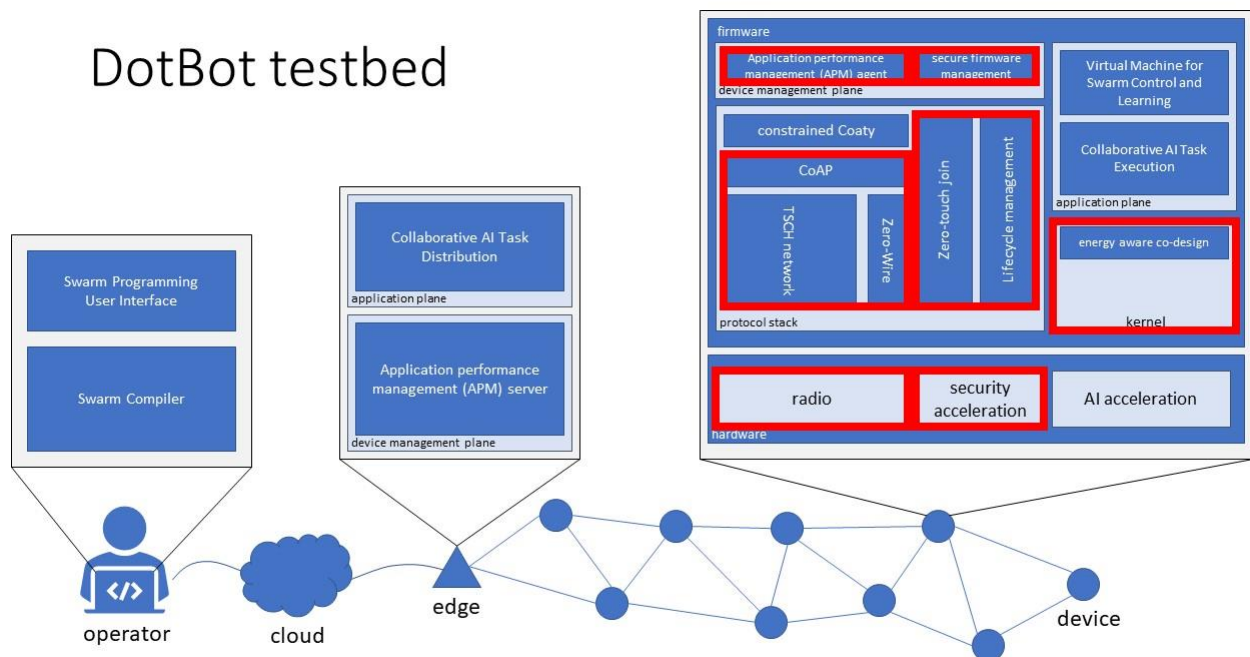 DotBot testbed
Swarm Programming
User Interface
Swarm Compiler
Collaborative AI Task
Distribution
application plane
Application performance
management (APM) server
device management plane
firmware
Application performance
management (APM) agent
secure firmware
management
device management plane
constrained Coaty
CoAP
TSCH network
Zero-Wire
Zero-touch join
Lifecycle management
protocol stack
Virtual Machine for
Swarm Control and
Learning
Collaborative AI Task
Execution
application plane
energy aware co-design
kernel
radio
security
acceleration
AI acceleration
hardware
</>
operator
cloud
edge
device